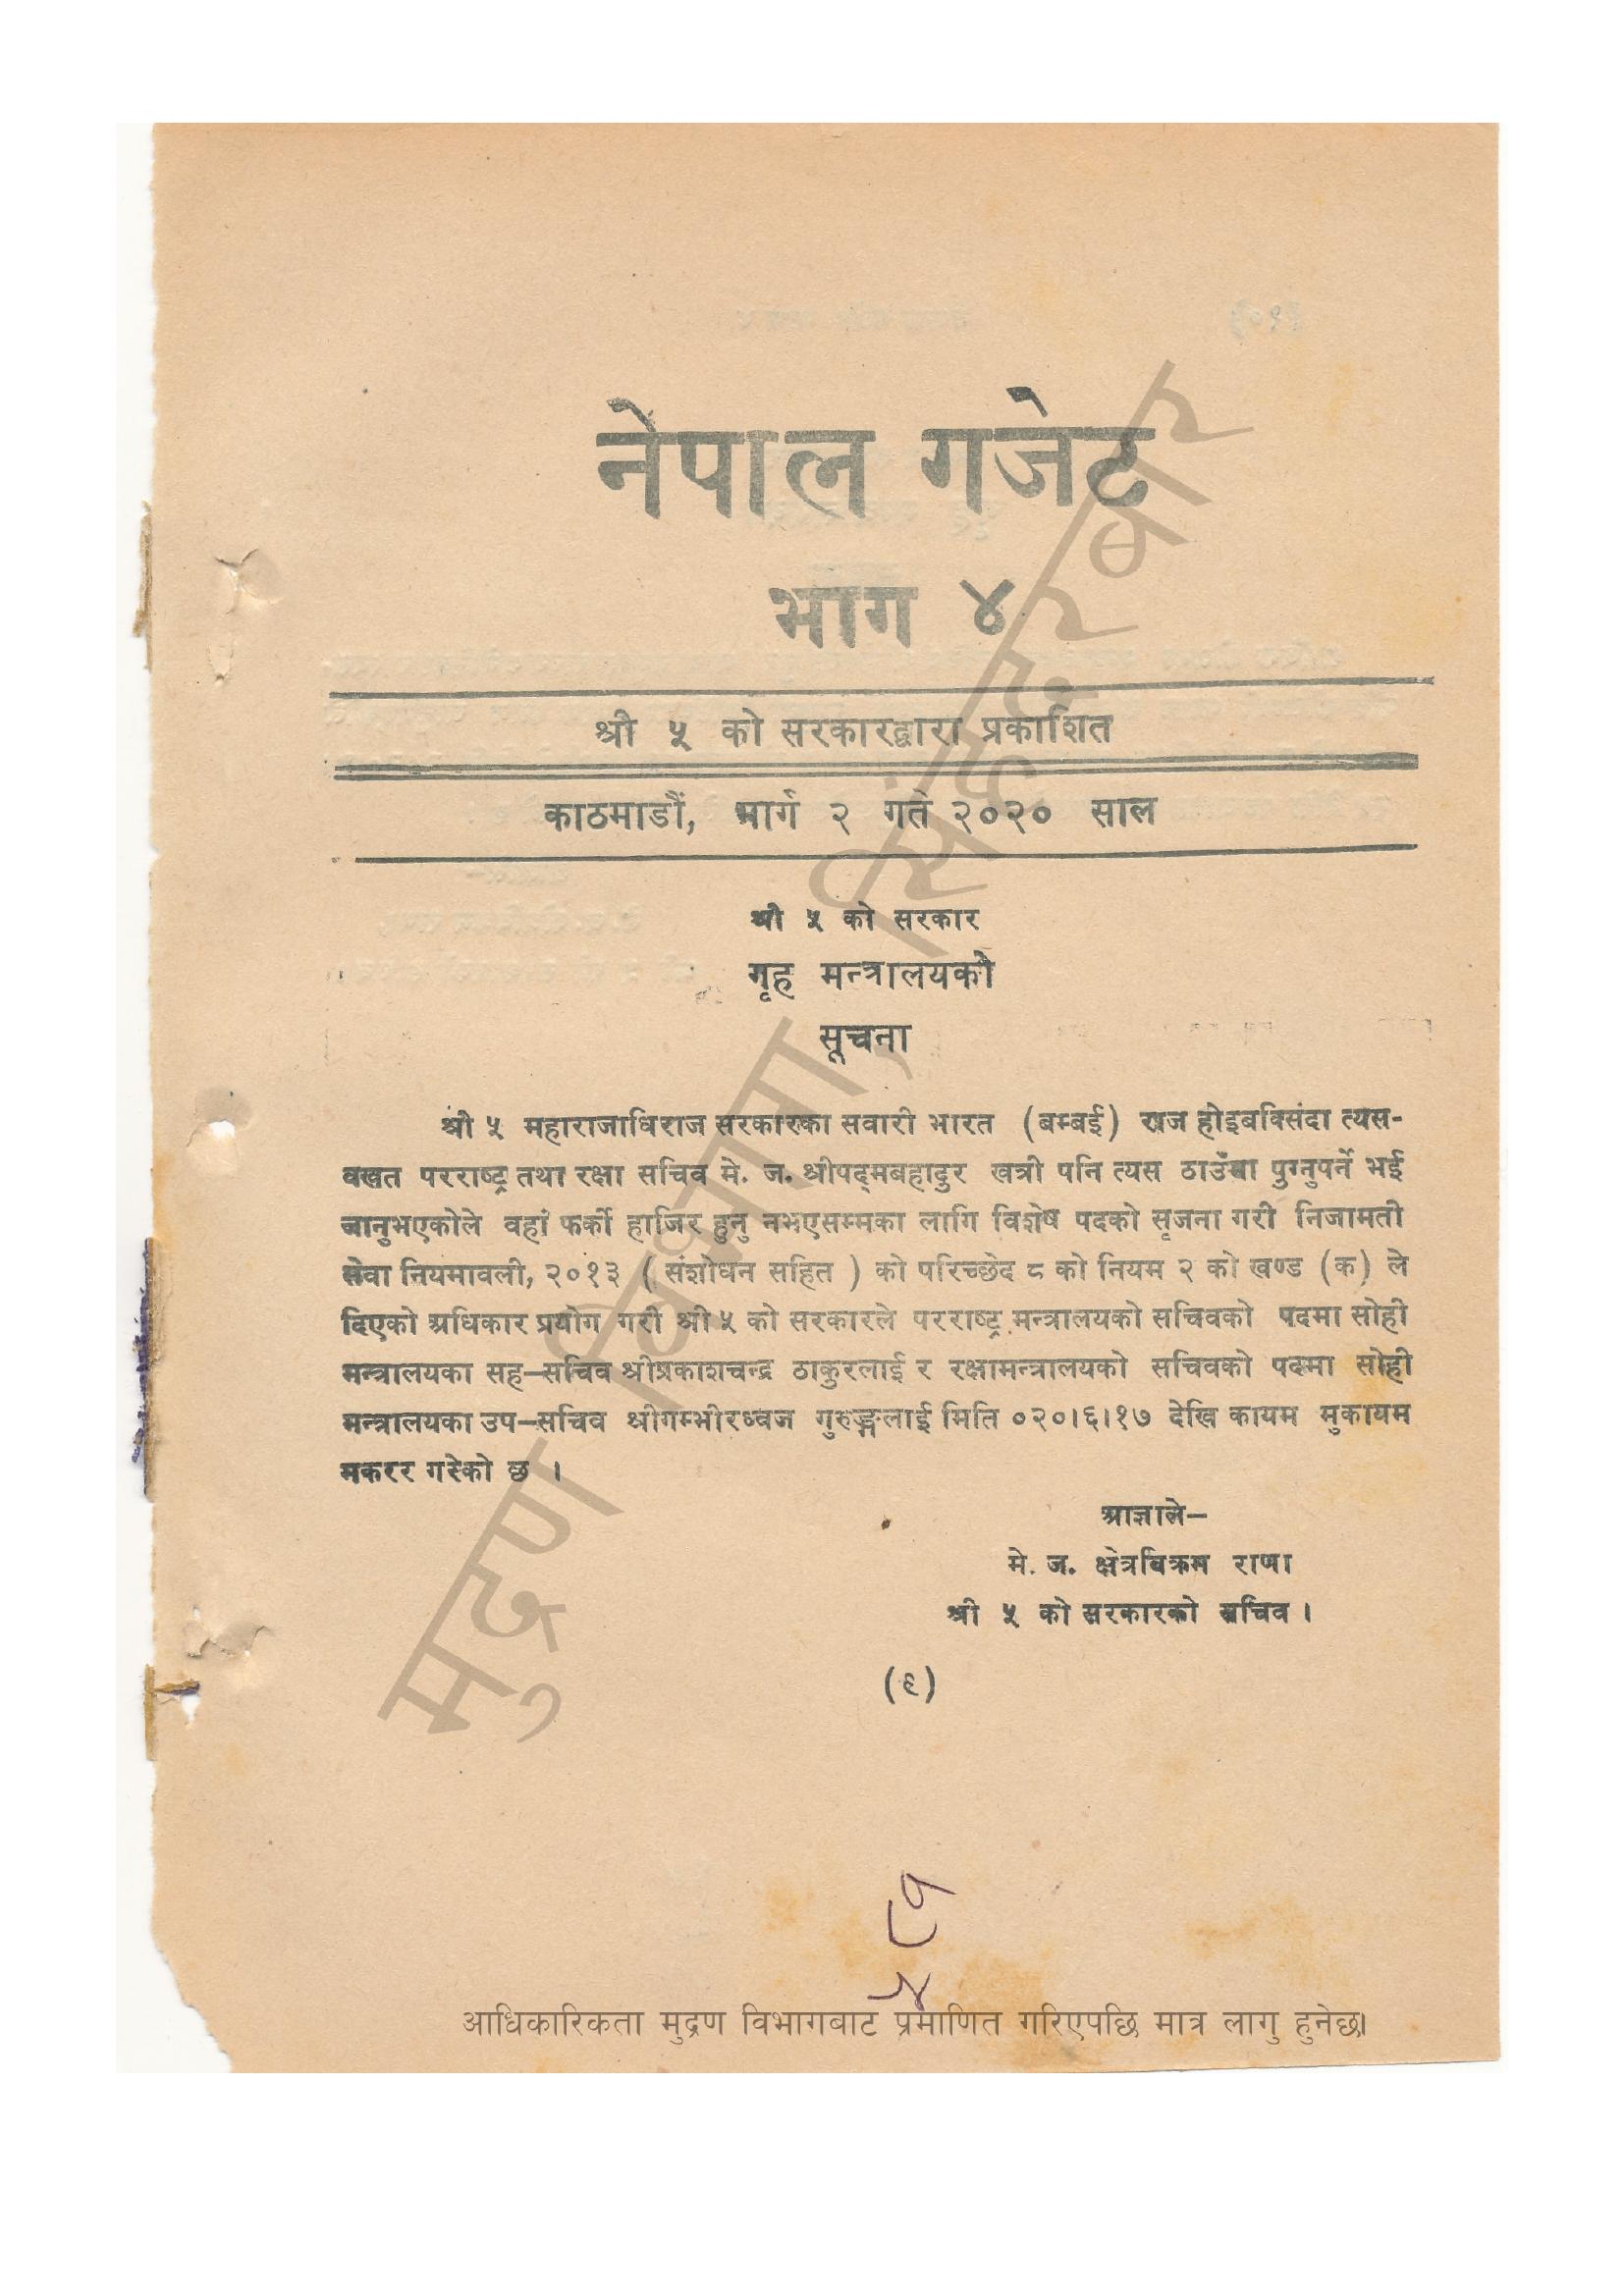 नेपाल गजेट
भाग ४
श्री ५ को सरकारद्वारा प्रकाशित
काठमाडौं, मार्ग २ गते २०२० साल
श्री ५ को सरकार
गृह मन्त्रालयको
सूचना
श्री ५ महाराजाधिराज सरकारका सवारी भारत (बम्बई) राज होइबक्सिंदा त्यस-
वखत परराष्ट्र तथा रक्षा सचिव मे. ज. श्रीपद्मबहादुर खत्री पनि त्यस ठाउँमा पुग्नुपर्ने भई
जानुभएकोले वहां फर्की हाजिर हुनु नभएसम्मका लागि विशेष पदको सृजना गरी निजामती
सेवा नियमावली, २०१३ ( संशोधन सहित ) को परिच्छेद ८ को नियम २ को खण्ड (क) ले
दिएको अधिकार प्रयोग गरी श्री ५ को सरकारले परराष्ट्र मन्त्रालयको सचिवको पदमा सोही
मन्त्रालयका सह–सचिव श्रीप्रकाशचन्द्र ठाकुरलाई र रक्षामन्त्रालयको सचिवको पदमा सोही
मन्त्रालयका उप–सचिव श्रीगम्भीरध्वज गुरुङ्गलाई मिति ०२०।६।१७ देखि कायम मुकायम
मकरर गरेको छ ।
आज्ञाले–
मे. ज. क्षेत्रविक्रम राणा
श्री ५ को सरकारको सचिव ।
(१)
मुद्रण विभाग, सिंहदरबार
आधिकारिकता मुद्रण विभागबाट प्रमाणित गरिएपछि मात्र लागु हुनेछ।